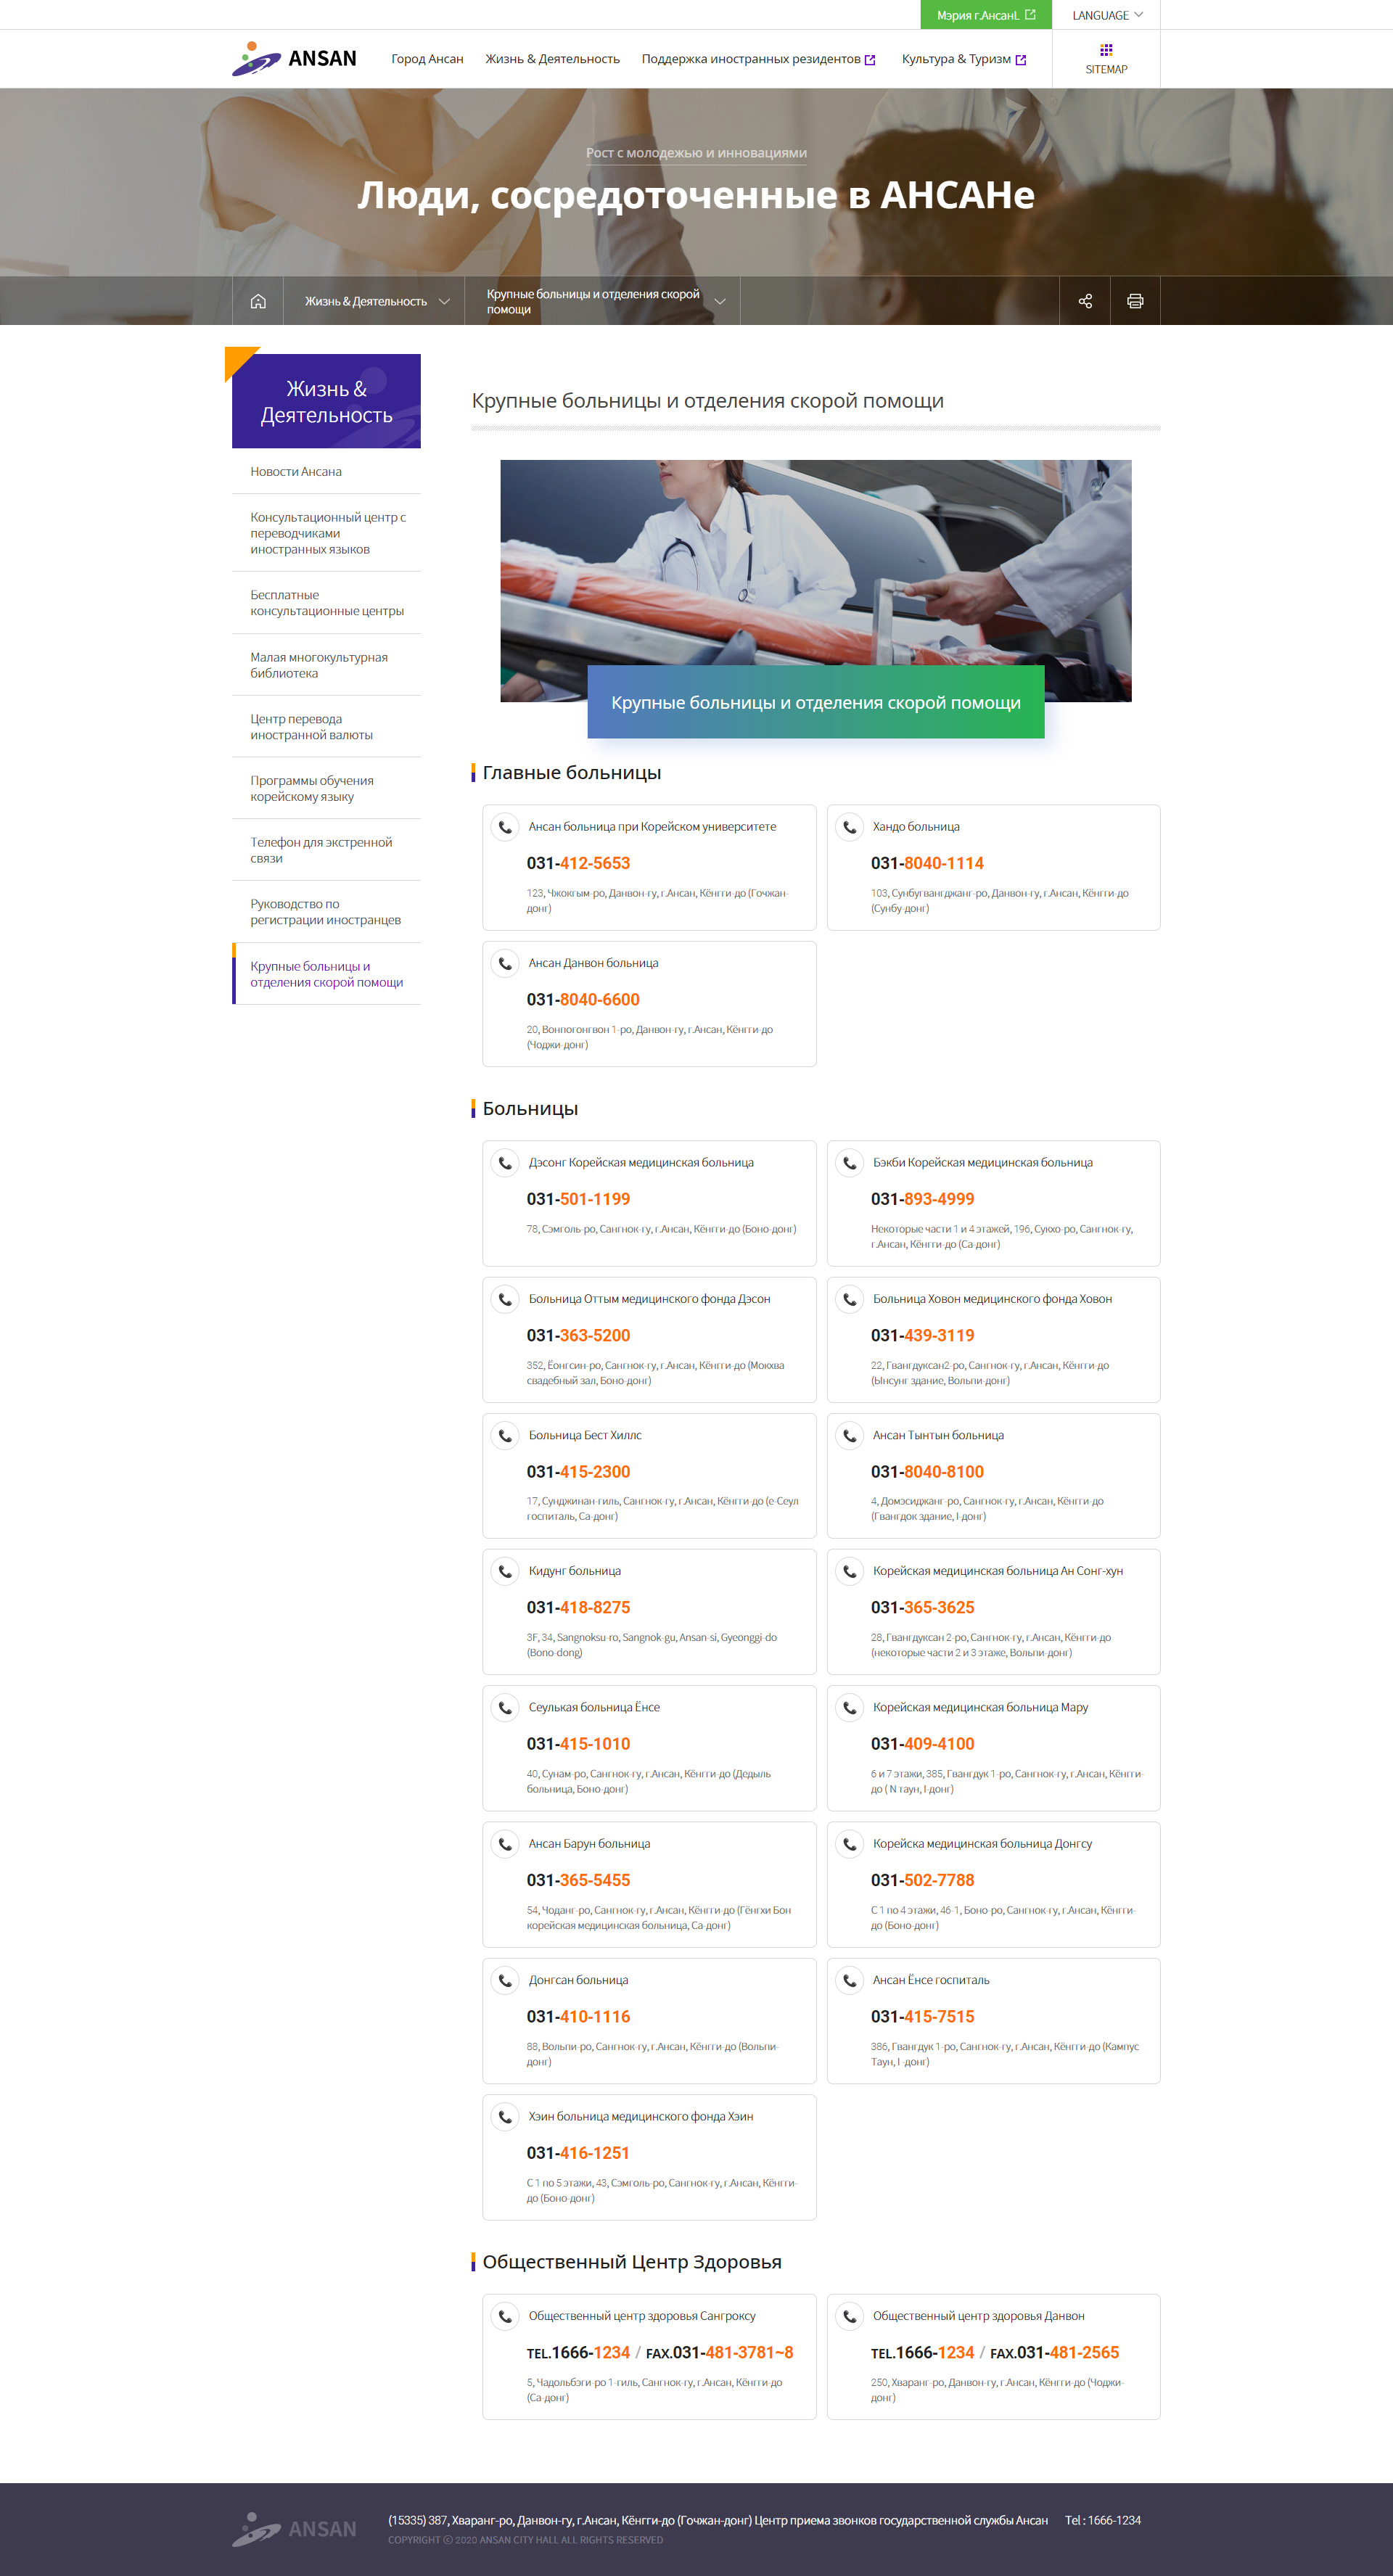 Мэрия г.АнсанL
LANGUAGE
ANSAN
Город Ансан
Жизнь & Деятельность
Поддержка иностранных резидентов
Культура & Туризм
SITEMAP
Рост с молодежью и инновациями
Люди, сосредоточенные в АНСАНе
Жизнь & Деятельность
Крупные больницы и отделения скорой
помощи
Жизнь &
Деятельность
Новости Ансана
Консультационный центр с
переводчиками
иностранных языков
Бесплатные
консультационные центры
Малая многокультурная
библиотека
Центр перевода
иностранной валюты
Программы обучения
корейскому языку
Телефон для экстренной
связи
Руководство по
регистрации иностранцев
Крупные больницы и
отделения скорой помощи
Крупные больницы и отделения скорой помощи
Крупные больницы и отделения скорой помощи
Главные больницы
Ансан больница при Корейском университете
031-412-5653
123, Чжокгым-ро, Данвон-гу, г.Ансан, Кёнгги-до (Гочжан-
донг)
Хандо больница
031-8040-1114
103, Сунбугвангджанг-ро, Данвон-гу, г.Ансан, Кёнгги-до
(Сунбу-донг)
Ансан Данвон больница
031-8040-6600
20, Вонпогонгвон 1-ро, Данвон-гу, г.Ансан, Кёнгги-до
(Чоджи-донг)
Больницы
Дэсонг Корейская медицинская больница
031-501-1199
78, Сэмголь-ро, Сангнок-гу, г.Ансан, Кёнгги-до (Боно-донг)
Бэкби Корейская медицинская больница
031-893-4999
Некоторые части 1 и 4 этажей, 196, Сукхо-ро, Сангнок-гу,
г.Ансан, Кёнгги-до (Са-донг)
Больница Оттым медицинского фонда Дэсон
031-363-5200
352, Ёонгсин-ро, Сангнок-гу, г.Ансан, Кёнгги-до (Мокхва
свадебный зал, Боно-донг)
Больница Ховон медицинского фонда Ховон
031-439-3119
22, Гвангдуксан2-ро, Сангнок-гу, г.Ансан, Кёнгги-до
(Ынсунг здание, Вольпи-донг)
Больница Бест Хиллс
031-415-2300
17, Сунджинан-гиль, Сангнок-гу, г.Ансан, Кёнгги-до (е-Сеул
госпиталь, Са-донг)
Ансан Тынтын больница
031-8040-8100
4, Домэсиджанг-ро, Сангнок-гу, г.Ансан, Кёнгги-до
(Гвангдок здание, I-донг)
Кидунг больница
031-418-8275
3F, 34, Sangnoksu-ro, Sangnok-gu, Ansan-si, Gyeonggi-do
(Bono-dong)
Корейская медицинская больница Ан Сонг-хун
031-365-3625
28, Гвангдуксан 2-ро, Сангнок-гу, г.Ансан, Кёнгги-до
(некоторые части 2 и 3 этаже, Вольпи-донг)
Сеулькая больница Ёнсе
031-415-1010
40, Сунам-ро, Сангнок-гу, г.Ансан, Кёнгги-до (Дедыль
больница, Боно-донг)
Корейская медицинская больница Мару
031-409-4100
6 и 7 этажи, 385, Гвангдук 1-ро, Сангнок-гу, г.Ансан, Кёнгги-
до ( N таун, I-донг)
Ансан Барун больница
031-365-5455
54, Чоданг-ро, Сангнок-гу, г.Ансан, Кёнгги-до (Гёнгхи Бон
корейская медицинская больница, Са-донг)
Корейска медицинская больница Донгсу
031-502-7788
С 1 по 4 этажи, 46-1, Боно-ро, Сангнок-гу, г.Ансан, Кёнгги-
до (Боно-донг)
Донгсан больница
031-410-1116
88, Вольпи-ро, Сангнок-гу, г.Ансан, Кёнгги-до (Вольпи-
донг)
Ансан Ёнсе госпиталь
031-415-7515
386, Гвангдук 1-ро, Сангнок-гу, г.Ансан, Кёнгги-до (Кампус
Таун, I -донг)
Хэин больница медицинского фонда Хэин
031-416-1251
С 1 по 5 этажи, 43, Сэмголь-ро, Сангнок-гу, г.Ансан, Кёнгги-
до (Боно-донг)
Общественный Центр Здоровья
Общественный центр здоровья Сангроксу
TEL.1666-1234 / FAX.031-481-3781~8
5, Чадольбэги-ро 1-гиль, Сангнок-гу, г.Ансан, Кёнгги-до
(Са-донг)
Общественный центр здоровья Данвон
TEL.1666-1234 / FAX.031-481-2565
250, Хваранг-ро, Данвон-гу, г.Ансан, Кёнгги-до (Чоджи-
донг)
ANSAN
(15335) 387, Хваранг-ро, Данвон-гу, г.Ансан, Кёнгги-до (Гочжан-донг) Центр приема звонков государственной службы Ансан Tel : 1666-1234
COPYRIGHT ⓒ 2020 ANSAN CITY HALL ALL RIGHTS RESERVED